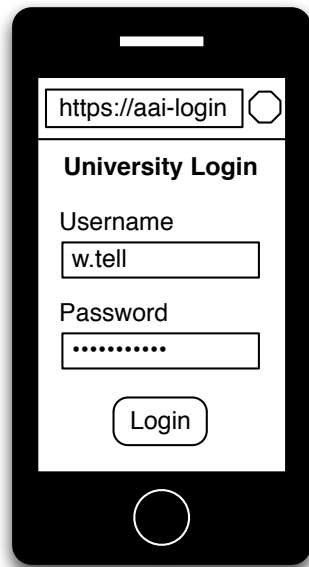 https://aai-login
University Login
Username
w.tell
Password
•••••••••••
Login